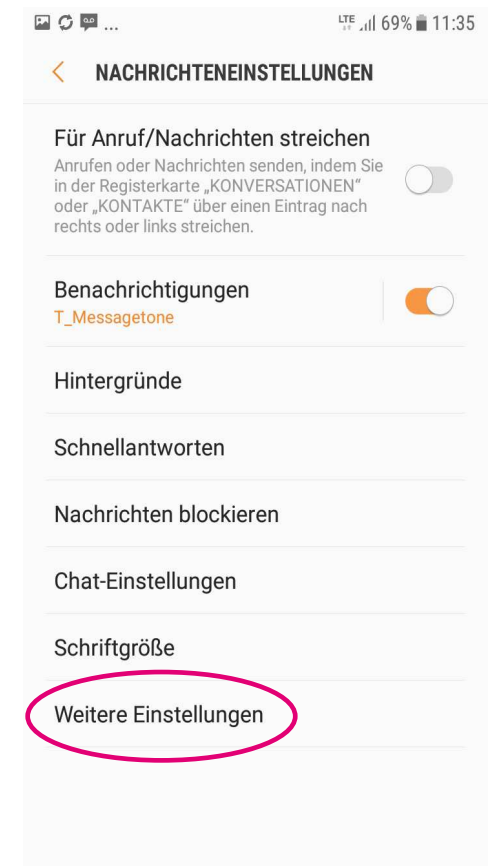 ... LTE 69% 11:35
NACHRICHTENEINSTELLUNGEN
Für Anruf/Nachrichten streichen
Anrufen oder Nachrichten senden, indem Sie
in der Registerkarte „KONVERSATIONEN“
oder „KONTAKTE“ über einen Eintrag nach
rechts oder links streichen.
Benachrichtigungen
T_Messagetone
Hintergründe
Schnellantworten
Nachrichten blockieren
Chat-Einstellungen
Schriftgröße
Weitere Einstellungen